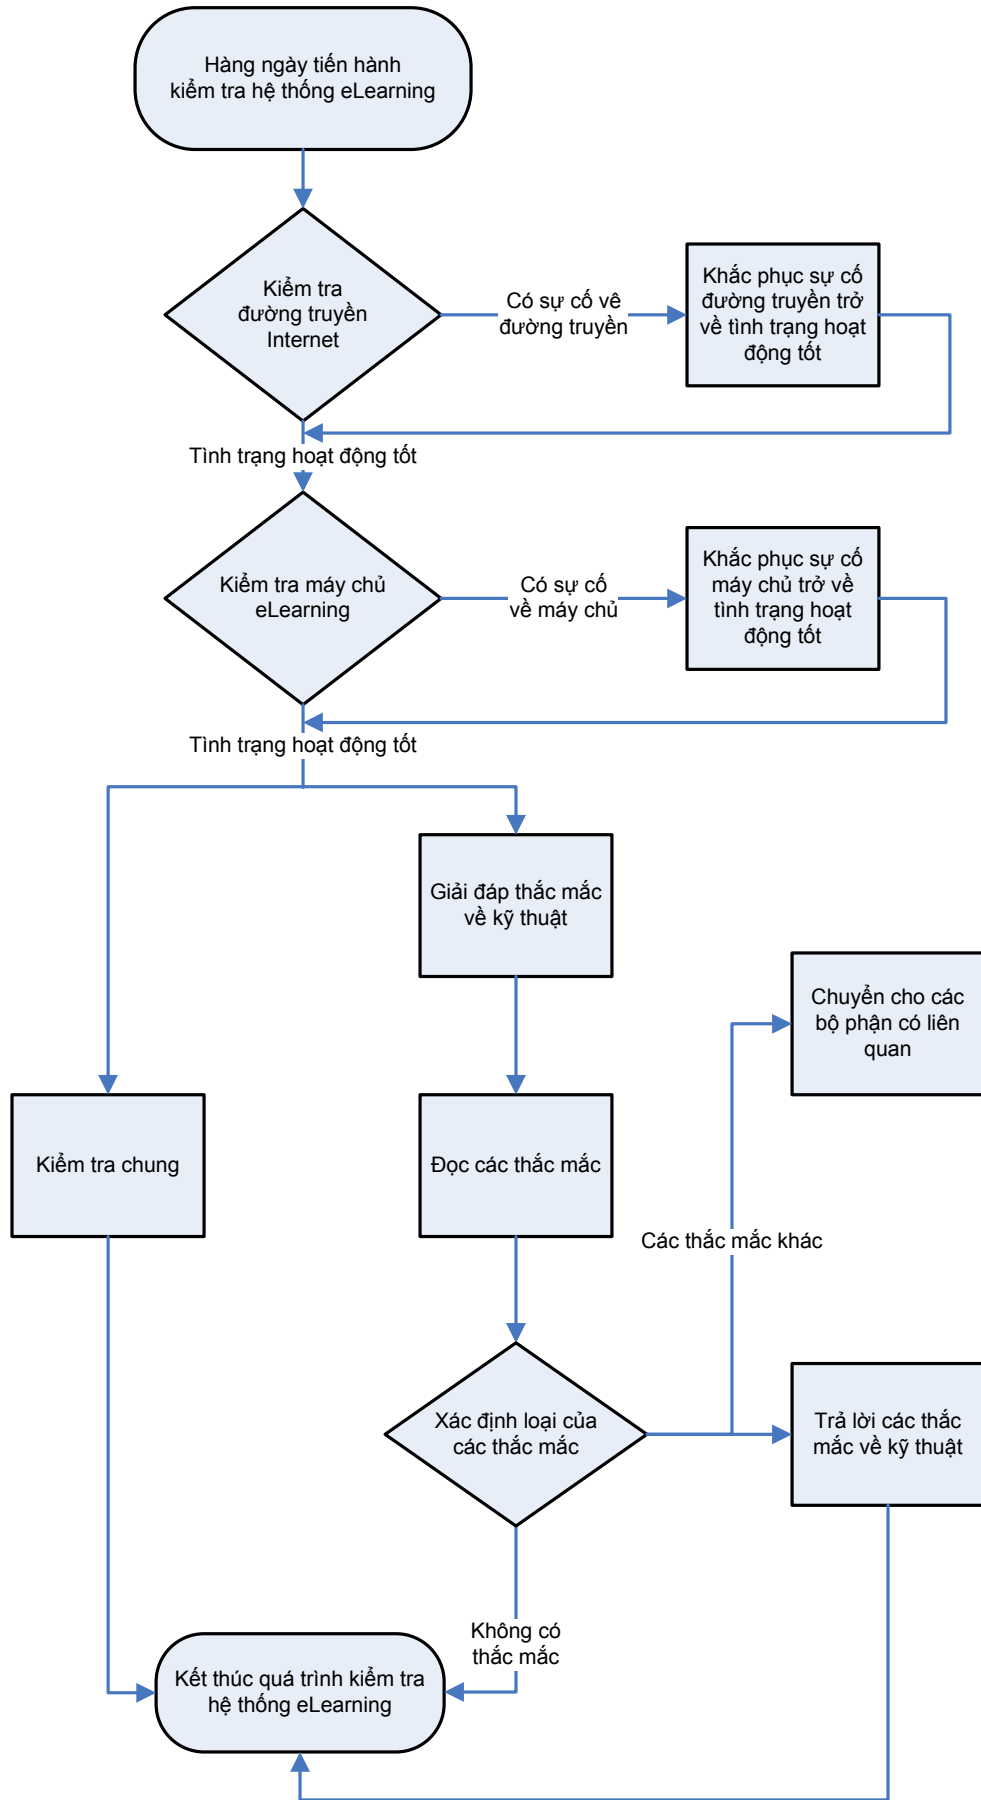 Hàng ngày tiến hành
kiểm tra hệ thống eLearning
Kiểm tra
đường truyền
Internet
Có sự cố vê
đường truyền
Khắc phục sự cố
đường truyền trở
về tình trạng hoạt
động tốt
Tình trạng hoạt động tốt
Kiểm tra máy chủ
eLearning
Có sự cố
về máy chủ
Khắc phục sự cố
máy chủ trở về
tình trạng hoạt
động tốt
Tình trạng hoạt động tốt
Giải đáp thắc mắc
về kỹ thuật
Chuyển cho các
bộ phận có liên
quan
Kiểm tra chung
Đọc các thắc mắc
Các thắc mắc khác
Xác định loại của
các thắc mắc
Trả lời các thắc
mắc về kỹ thuật
Không có
thắc mắc
Kết thúc quá trình kiểm tra
hệ thống eLearning